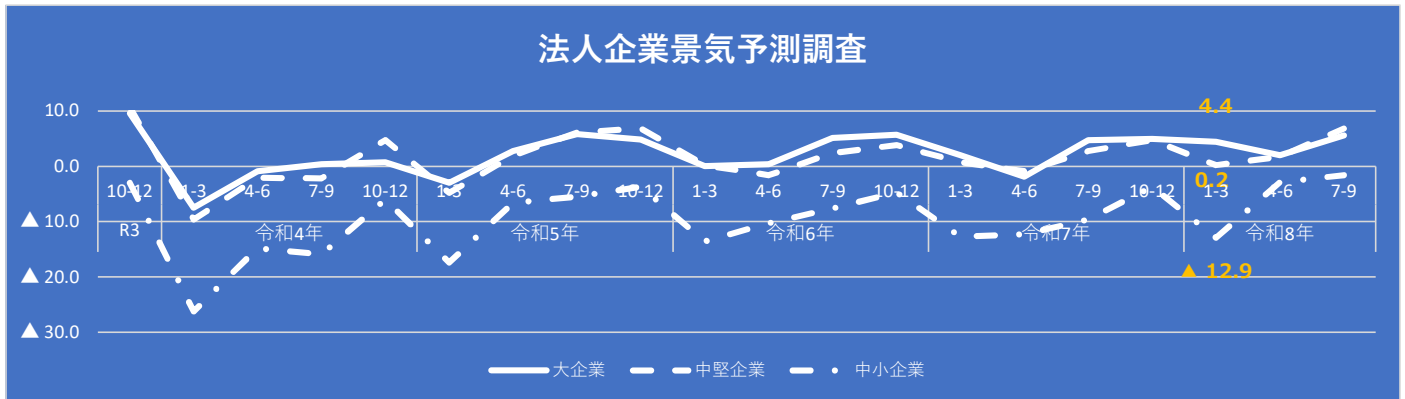 法人企業景気予測調査
10.0
0.0
▲ 10.0
▲ 20.0
▲ 30.0
4.4
0.2
▲ 12.9
10-12 1-3 4-6 7-9 10-12 1-3 4-6 7-9 10-12 1-3 4-6 7-9 10-12 1-3 4-6 7-9 10-12 1-3 4-6 7-9
R3 令和4年 令和5年 令和6年 令和7年 令和8年
大企業 中堅企業 中小企業